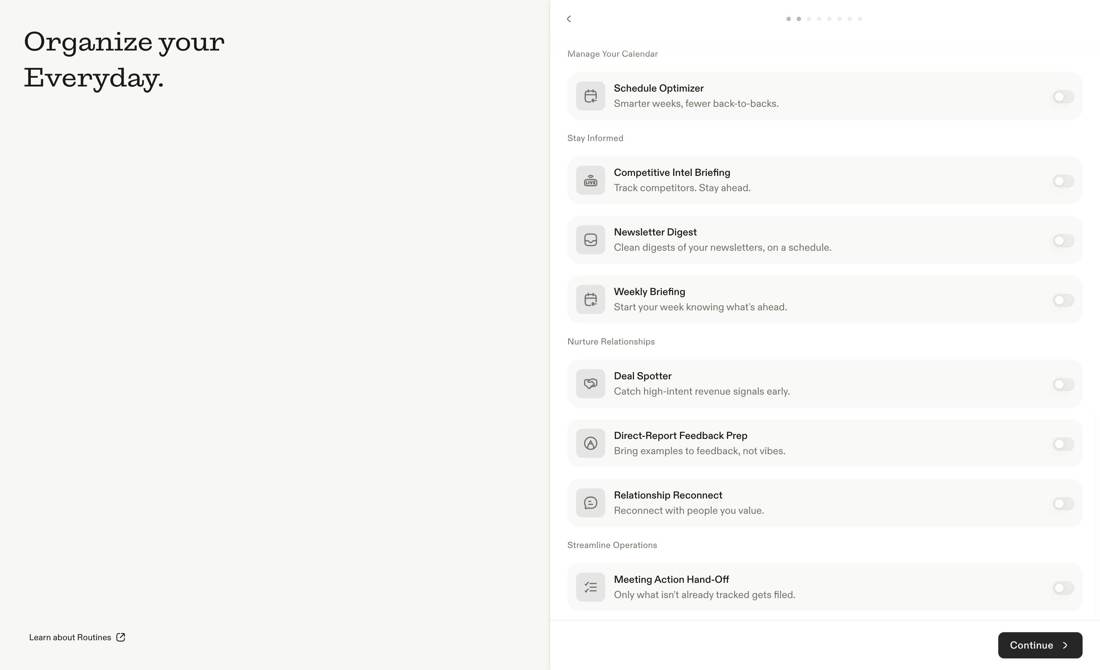 Organize your
Everyday.
Learn about Routines
Manage Your Calendar
Schedule Optimizer
Smarter weeks, fewer back-to-backs.
Stay Informed
LIVE
Competitive Intel Briefing
Track competitors. Stay ahead.
Newsletter Digest
Clean digests of your newsletters, on a schedule.
Weekly Briefing
Start your week knowing what's ahead.
Nurture Relationships
Deal Spotter
Catch high-intent revenue signals early.
Direct-Report Feedback Prep
Bring examples to feedback, not vibes.
Relationship Reconnect
Reconnect with people you value.
Streamline Operations
Meeting Action Hand-Off
Only what isn't already tracked gets filed.
Continue